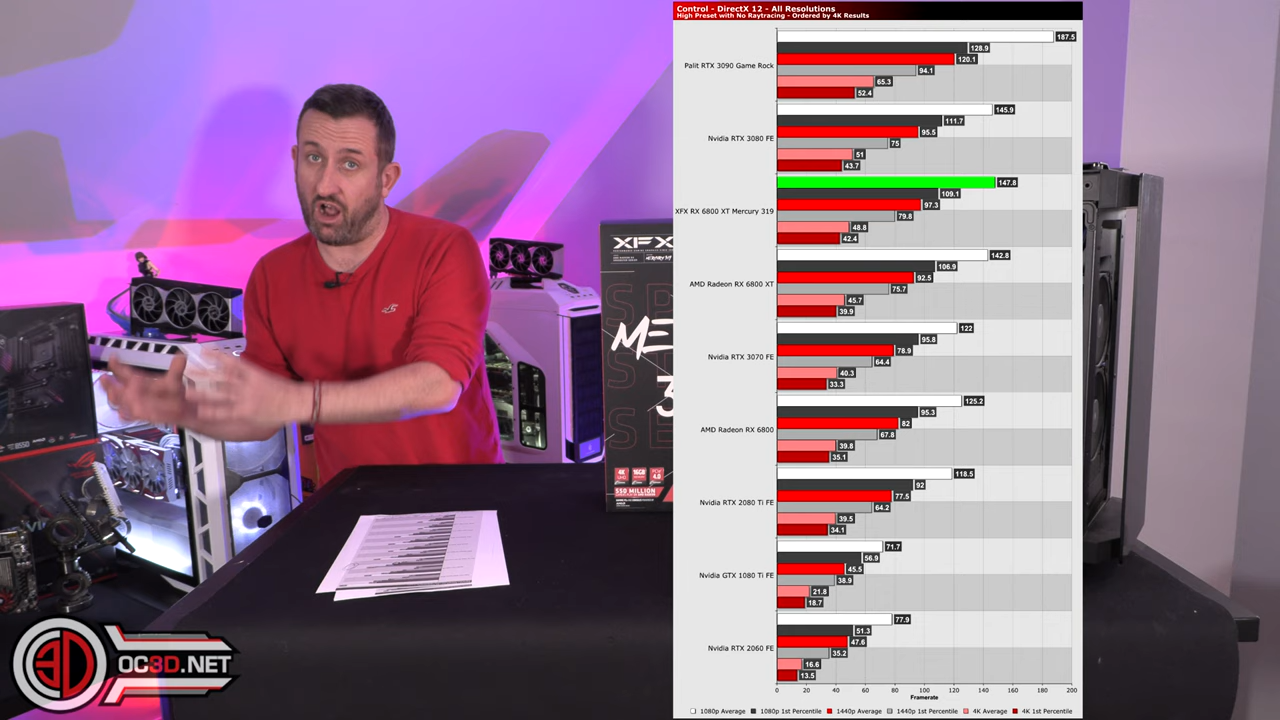 Control - DirectX 12 - All Resolutions
High Preset with No Raytracing - Ordered by 4K Results
Palit RTX 3090 Game Rock
187.5
128.9
120.1
94.1
65.3
52.4
Nvidia RTX 3080 FE
145.9
111.7
95.5
75
51
43.7
XFX RX 6800 XT Mercury 319
147.8
109.1
97.3
79.8
48.8
42.4
AMD Radeon RX 6800 XT
142.8
106.9
92.5
75.7
45.7
39.9
Nvidia RTX 3070 FE
122
95.8
78.9
64.4
40.3
33.3
AMD Radeon RX 6800
125.2
95.3
82
67.8
39.8
35.1
Nvidia RTX 2080 Ti FE
118.5
92
77.5
64.2
39.5
34.1
Nvidia GTX 1080 Ti FE
71.7
56.9
45.5
38.9
21.8
18.7
Nvidia RTX 2060 FE
77.9
51.3
47.6
35.2
16.6
13.5
0 20 40 60 80 100 120 140 160 180 200
Framerate
1080p Average 1080p 1st Percentile 1440p Average 1440p 1st Percentile 4K Average 4K 1st Percentile
XFX
ME
3
4K
16GB
550 MILLION
OC3D.NET